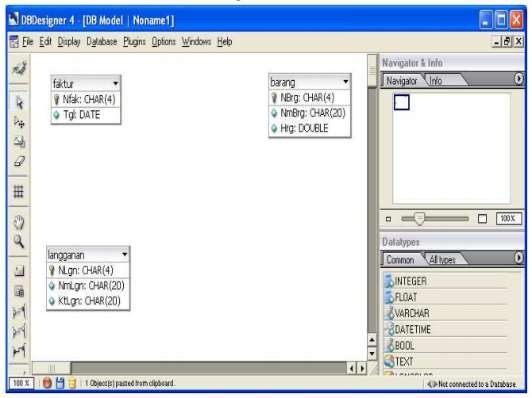 DBDesigner 4 - [DB Model | Noname1]
File Edit Display Database Plugins Options Windows Help
faktur
Nfak: CHAR(4)
Tgl: DATE
barang
NBrg: CHAR(4)
NmBrg: CHAR(20)
Hrg: DOUBLE
langganan
NLgn: CHAR(4)
NmLgn: CHAR(20)
KtLgn: CHAR(20)
Navigator & Info
Navigator Info
100%
Datatypes
Common All types
INTEGER
FLOAT
VARCHAR
DATETIME
BOOL
TEXT
100 % 1 Object(s) pasted from clipboard. Not connected to a Database